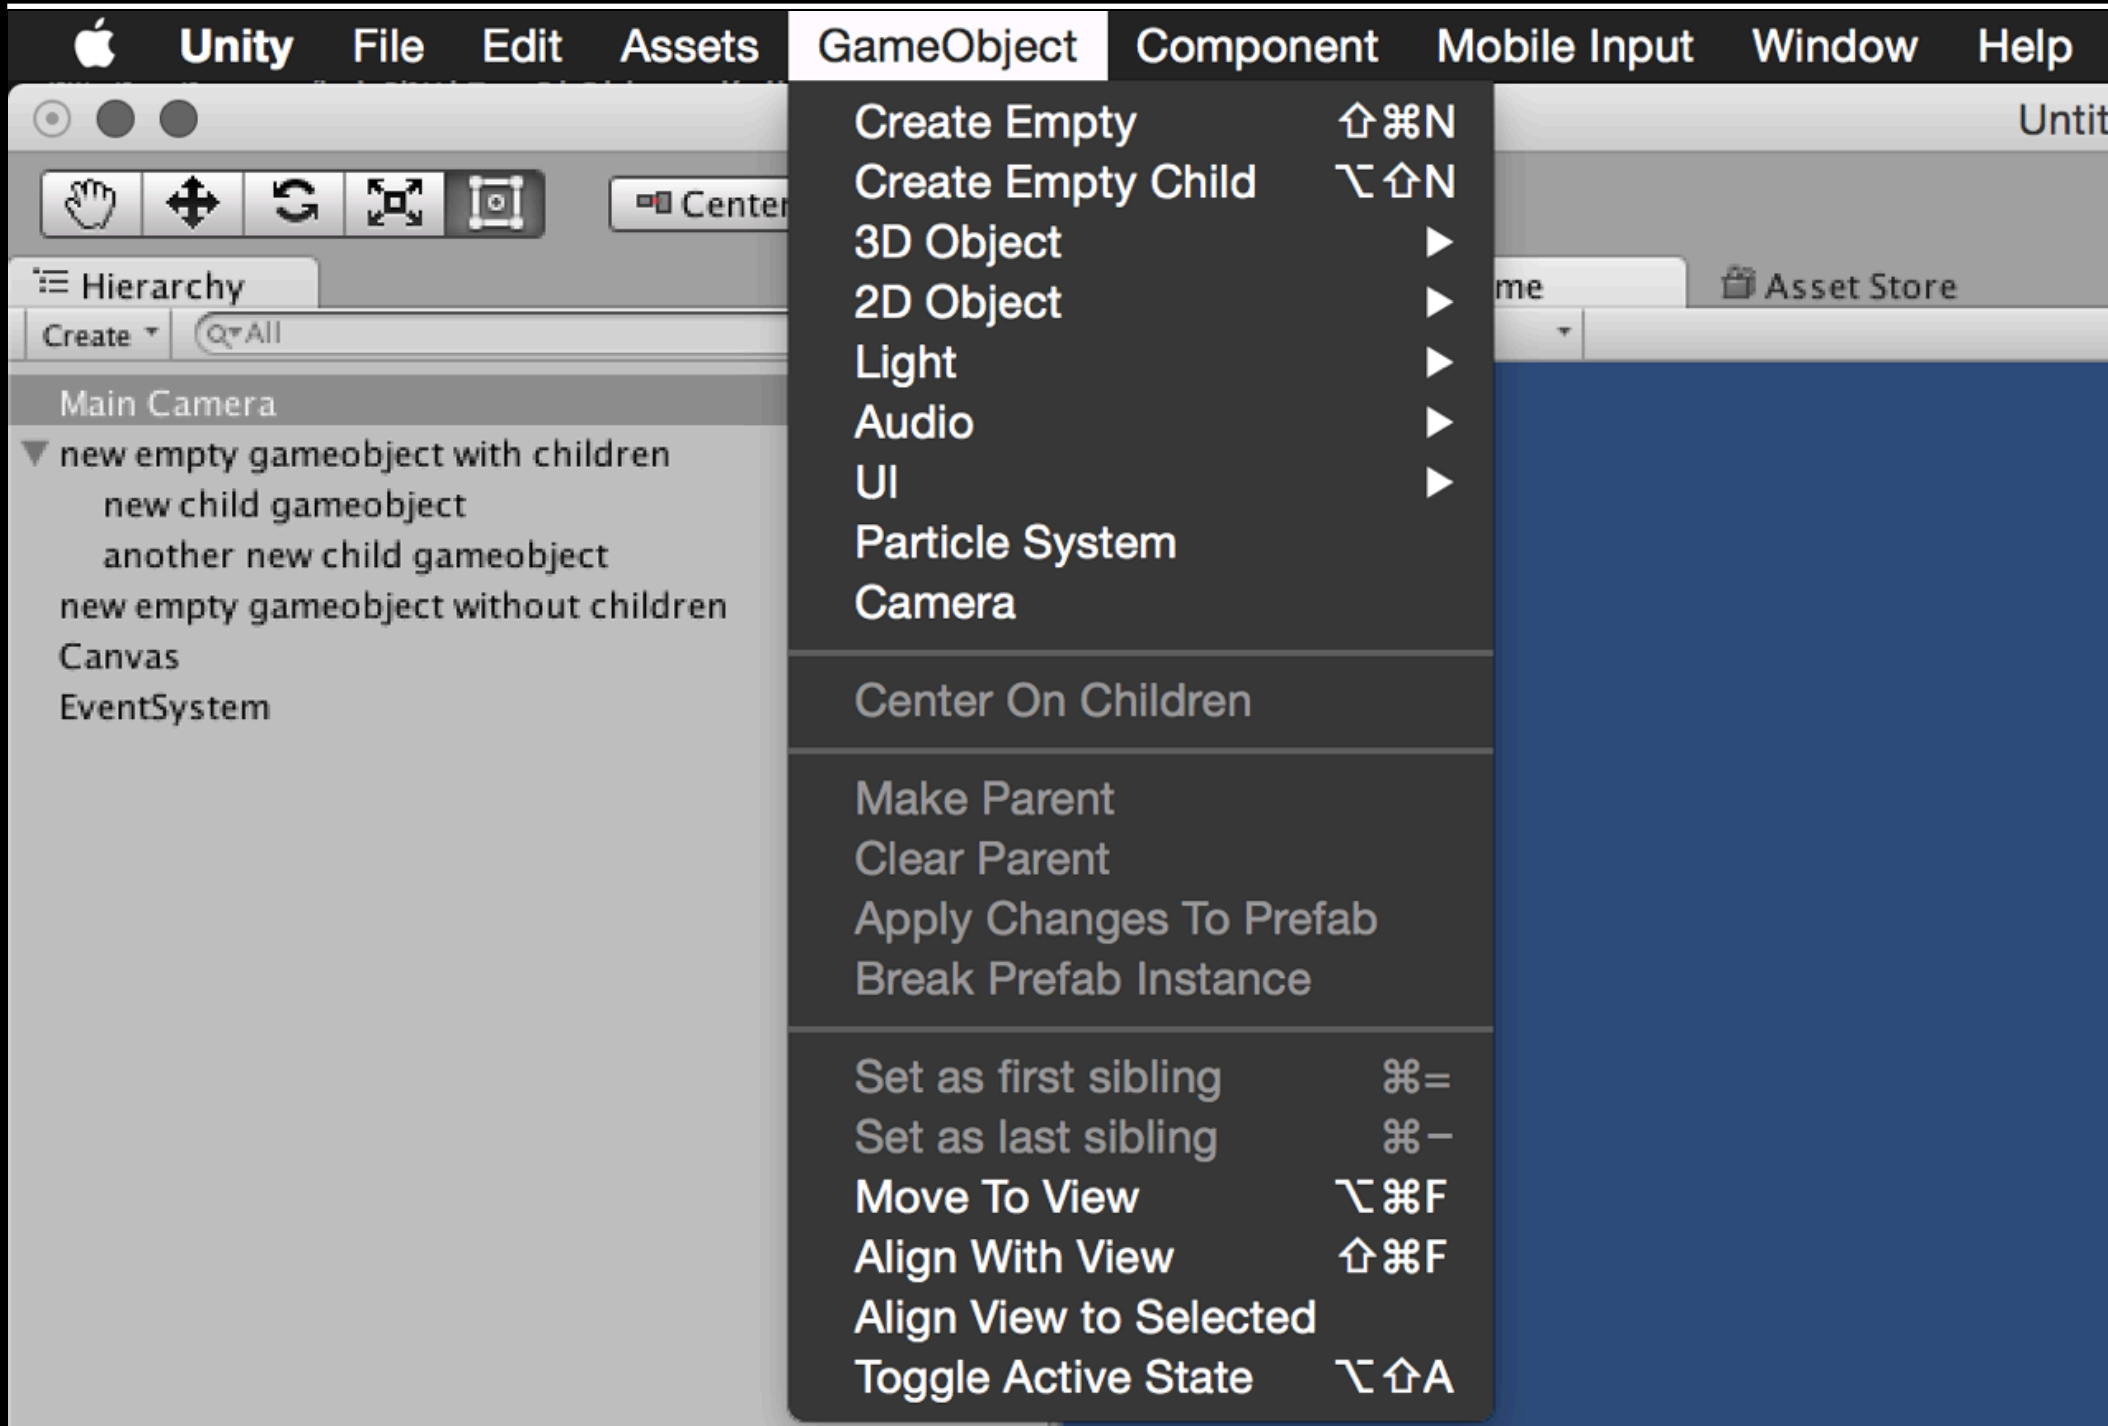 Unity File Edit Assets GameObject Component Mobile Input Window Help
Untit
Center
Hierarchy
me
Asset Store
Create
All
Main Camera
new empty gameobject with children
new child gameobject
another new child gameobject
new empty gameobject without children
Canvas
EventSystem
Create Empty ⇧⌘N
Create Empty Child ⌥⇧N
3D Object ▶
2D Object ▶
Light ▶
Audio ▶
UI ▶
Particle System
Camera
Center On Children
Make Parent
Clear Parent
Apply Changes To Prefab
Break Prefab Instance
Set as first sibling ⌘=
Set as last sibling ⌘−
Move To View ⌥⌘F
Align With View ⇧⌘F
Align View to Selected
Toggle Active State ⌥⇧A